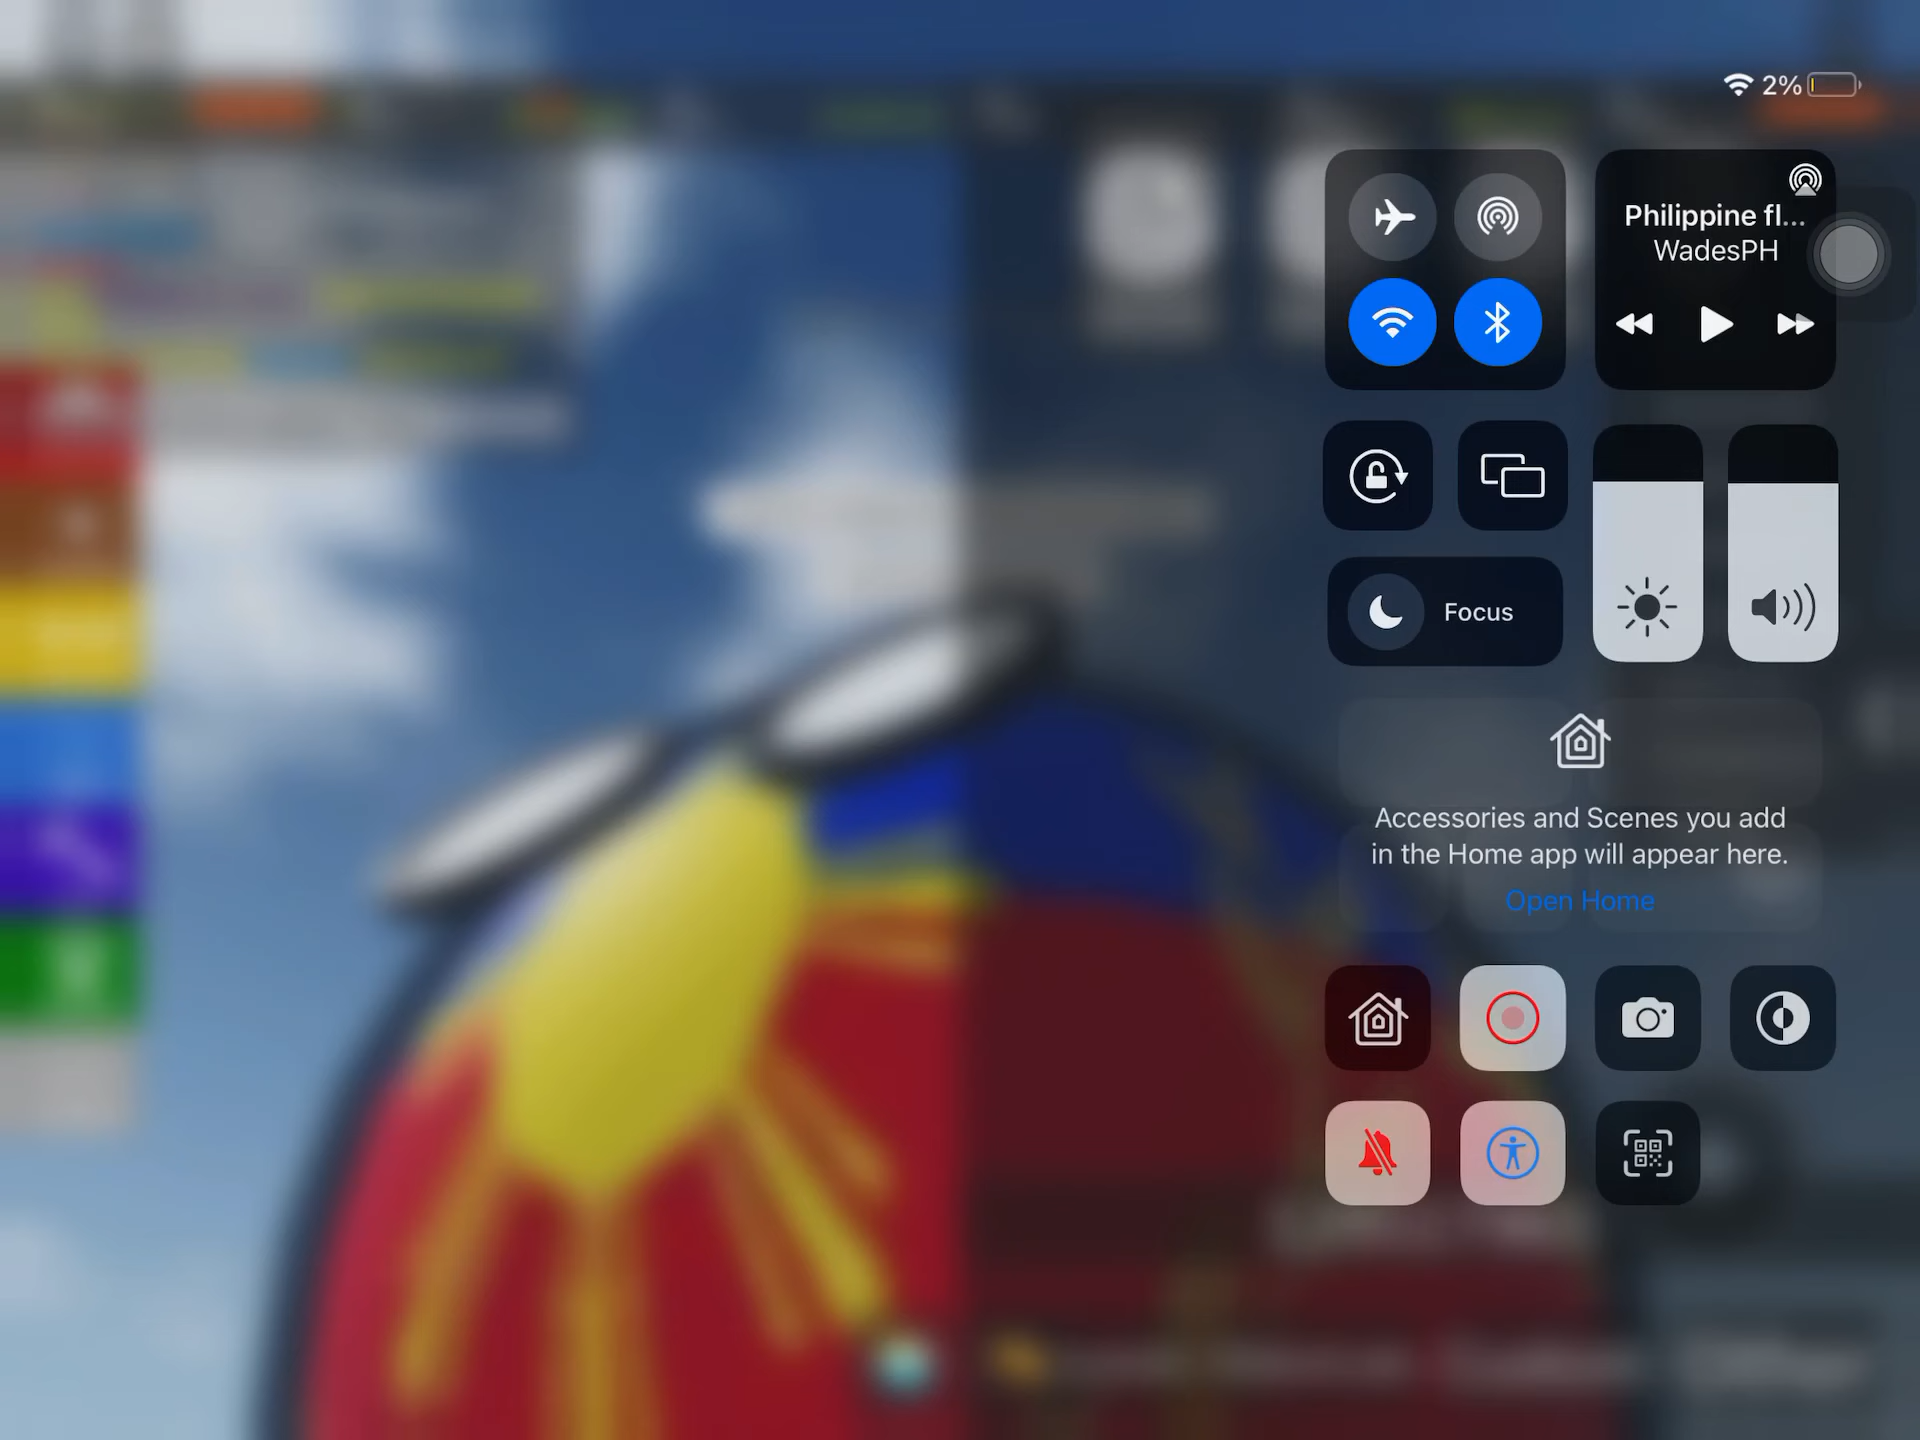 2%
Philippine fl...
WadesPH
Focus
Accessories and Scenes you add
in the Home app will appear here.
Open Home